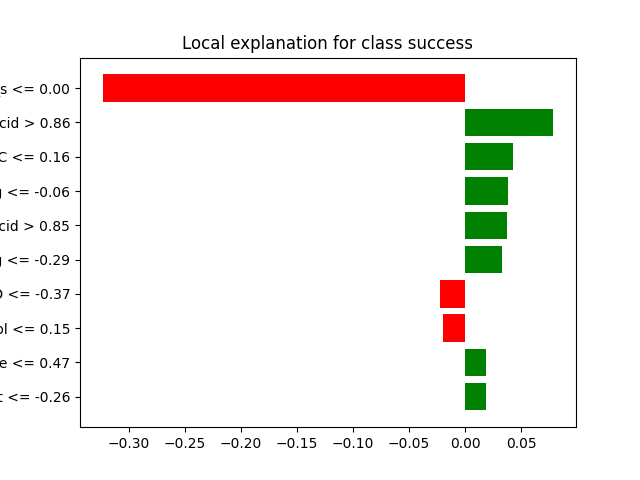 Local explanation for class success
s <= 0.00
cid > 0.86
C <= 0.16
g <= -0.06
cid > 0.85
g <= -0.29
O <= -0.37
ol <= 0.15
e <= 0.47
t <= -0.26
−0.30 −0.25 −0.20 −0.15 −0.10 −0.05 0.00 0.05